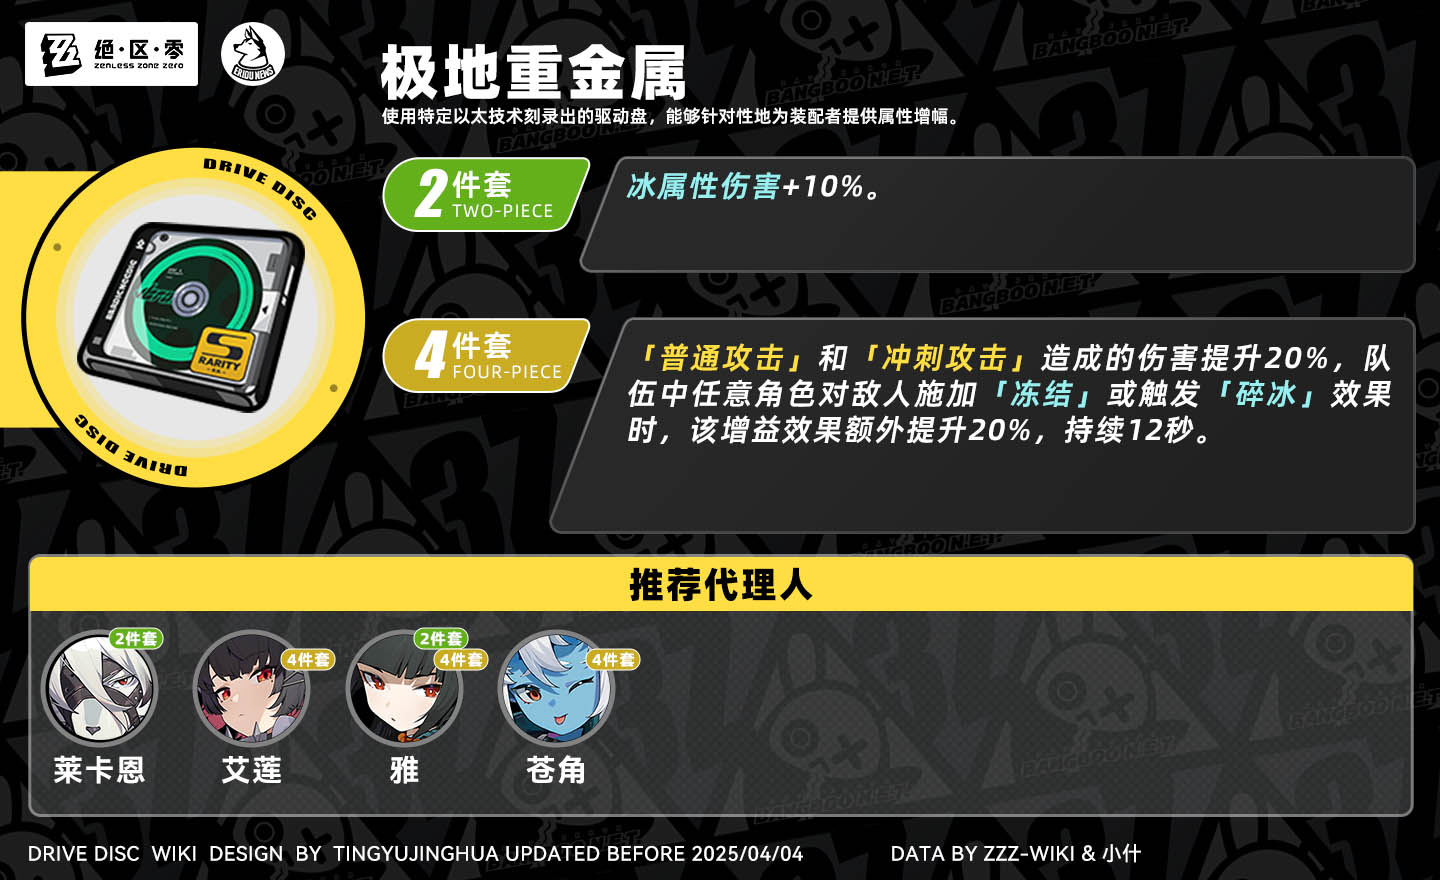 绝·区·零
ZENLESS ZONE ZERO
ERIDU NEWS
极地重金属
使用特定以太技术刻录出的驱动盘，能够针对性地为装配者提供属性增幅。
DRIVE DISC
S
RARITY
DRIVE DISC
2件套
TWO-PIECE
冰属性伤害+10%。
4件套
FOUR-PIECE
「普通攻击」和「冲刺攻击」造成的伤害提升20%，队
伍中任意角色对敌人施加「冻结」或触发「碎冰」效果
时，该增益效果额外提升20%，持续12秒。
推荐代理人
2件套
4件套
2件套
4件套
4件套
莱卡恩
艾莲
雅
苍角
DRIVE DISC WIKI DESIGN BY TINGYUJINGHUA UPDATED BEFORE 2025/04/04
DATA BY ZZZ-WIKI & 小什
BANGBOO N.E.T.